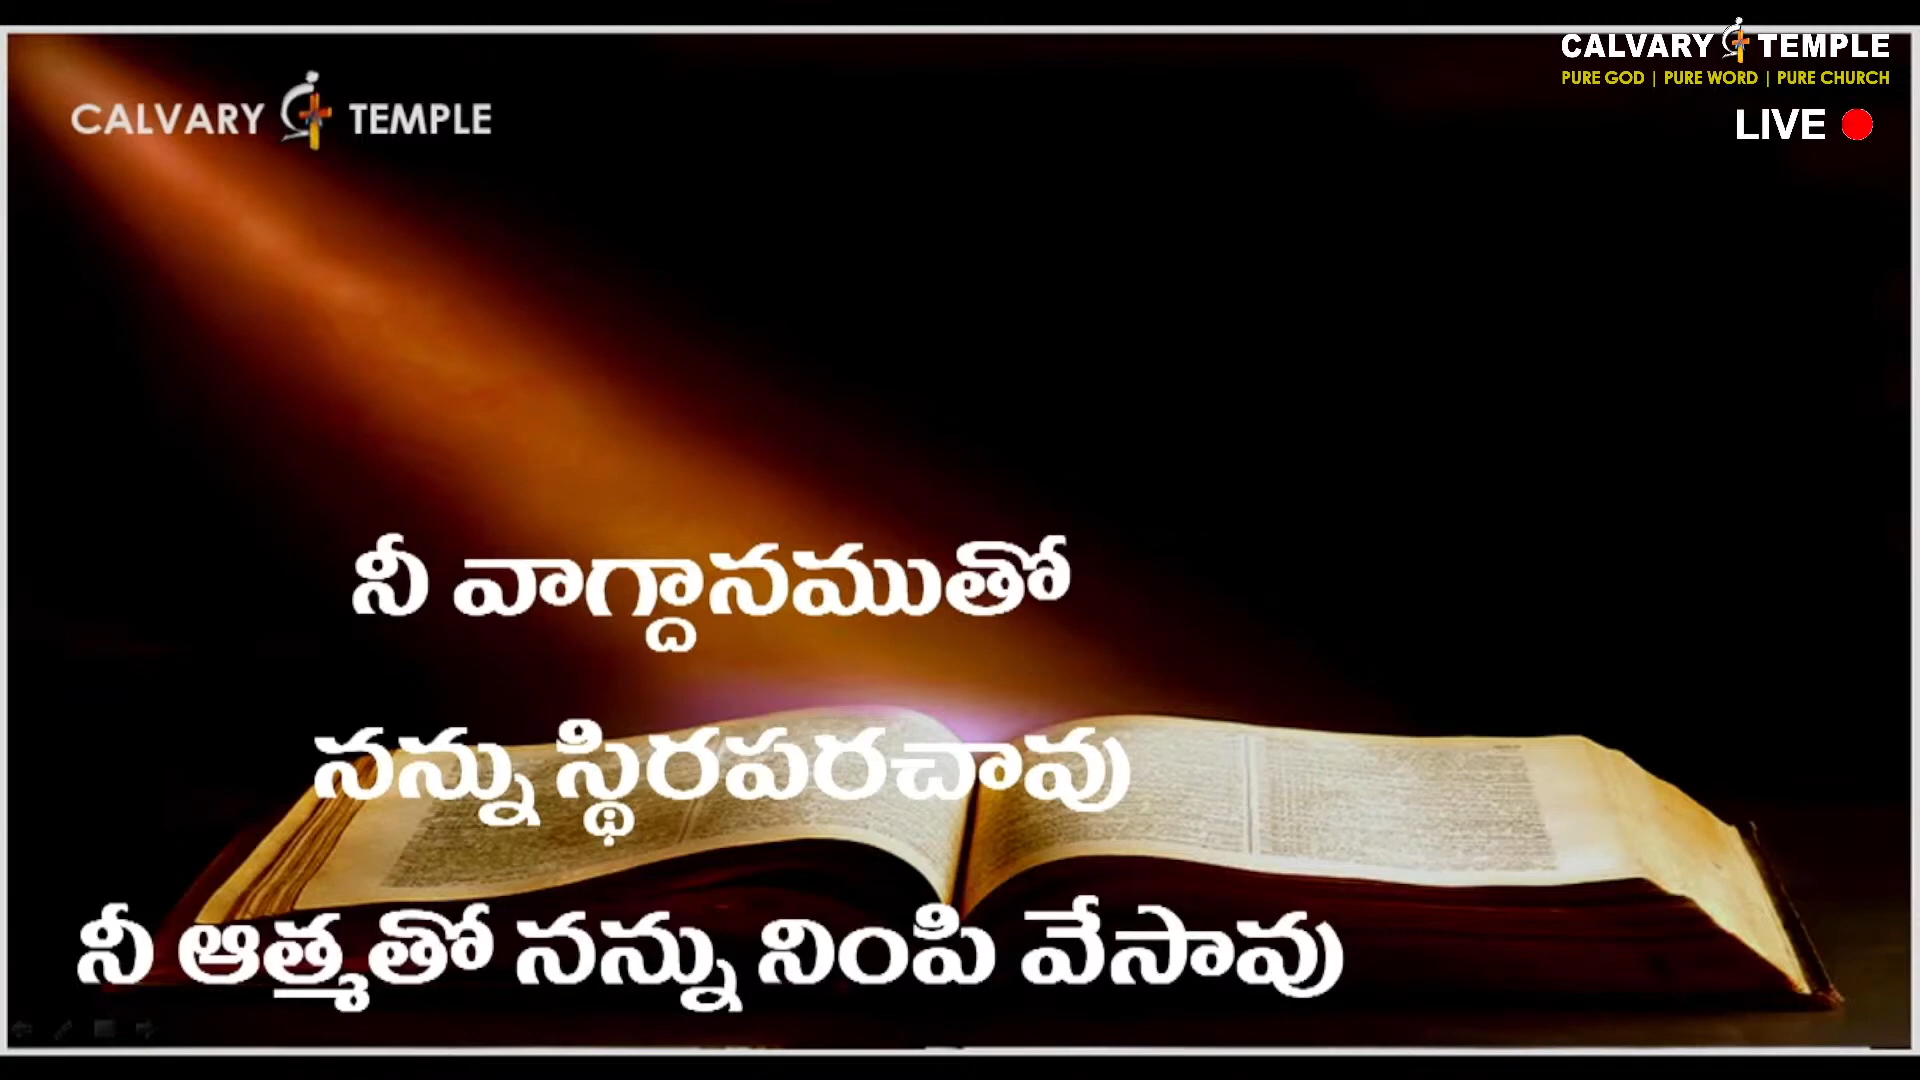 CALVARY TEMPLE
PURE GOD | PURE WORD | PURE CHURCH
LIVE
CALVARY TEMPLE
నీ వాగ్దానముతో
నన్ను స్థిరపరచావు
నీ ఆత్మతో నన్ను నింపి వేసావు